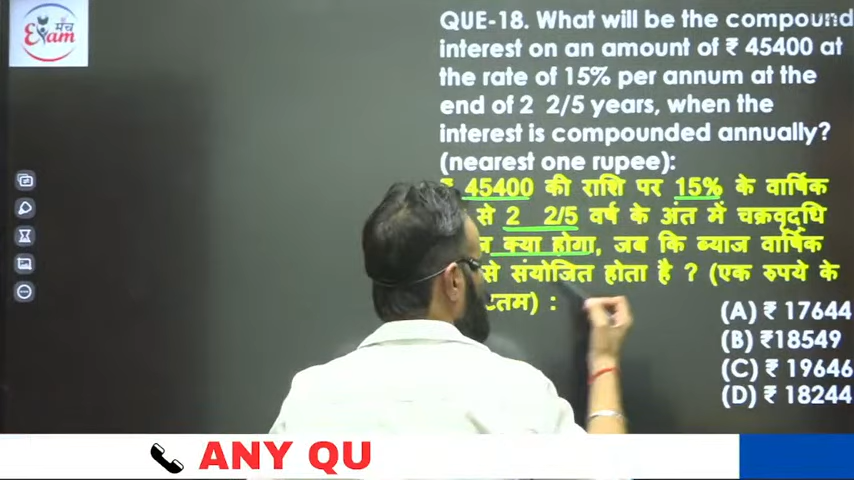 मंच
Exam
QUE-18. What will be the compound
interest on an amount of ₹ 45400 at
the rate of 15% per annum at the
end of 2 2/5 years, when the
interest is compounded annually?
(nearest one rupee):
₹ 45400 की राशि पर 15% के वार्षिक
से 2 2/5 वर्ष के अंत में चक्रवृद्धि
क्या होगा, जब कि ब्याज वार्षिक
से संयोजित होता है ? (एक रुपये के
:
(A) ₹ 17644
(B) ₹18549
(C) ₹ 19646
(D) ₹ 18244
ANY QU